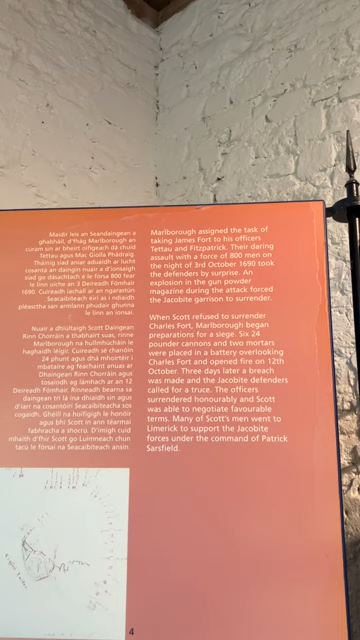 Maidir leis an Seandaingean a
ghabháil, d'fhág Marlborough an
cúram sin ar bheirt oifigeach dá chuid
Tettau agus Mac Giolla Phádraig.
Tháinig siad aniar aduaidh ar lucht
cosanta an daingin nuair a d'ionsaigh
siad go dásachtach é le fórsa 800 fear
le linn oíche an 3 Deireadh Fómhair
1690. Cuireadh iachall ar an ngarastún
Seacaibíteach éirí as i ndiaidh
pléasctha san armlann phúdair ghunna
le linn an ionsaí.
Nuair a dhiúltaigh Scott Daingean
Rinn Chorráin a thabhairt suas, rinne
Marlborough na hullmhúcháin le
haghaidh léigir. Cuireadh sé chanóin
24 phunt agus dhá mhoirtéir i
mbataire ag féachaint anuas ar
Dhaingean Rinn Chorráin agus
tosaíodh ag lámhach ar an 12
Deireadh Fómhair. Rinneadh bearna sa
daingean trí lá ina dhiaidh sin agus
d'iarr na cosantóirí Seacaibíteacha sos
cogaidh. Ghéill na hoifigigh le honóir
agus bhí Scott in ann téarmaí
fabhracha a shocrú. D'imigh cuid
mhaith d'fhir Scott go Luimneach chun
tacú le fórsaí na Seacaibíteach ansin.
Marlborough assigned the task of
taking James Fort to his officers
Tettau and Fitzpatrick. Their daring
assault with a force of 800 men on
the night of 3rd October 1690 took
the defenders by surprise. An
explosion in the gun powder
magazine during the attack forced
the Jacobite garrison to surrender.
When Scott refused to surrender
Charles Fort, Marlborough began
preparations for a siege. Six 24
pounder cannons and two mortars
were placed in a battery overlooking
Charles Fort and opened fire on 12th
October. Three days later a breach
was made and the Jacobite defenders
called for a truce. The officers
surrendered honourably and Scott
was able to negotiate favourable
terms. Many of Scott's men went to
Limerick to support the Jacobite
forces under the command of Patrick
Sarsfield.
4